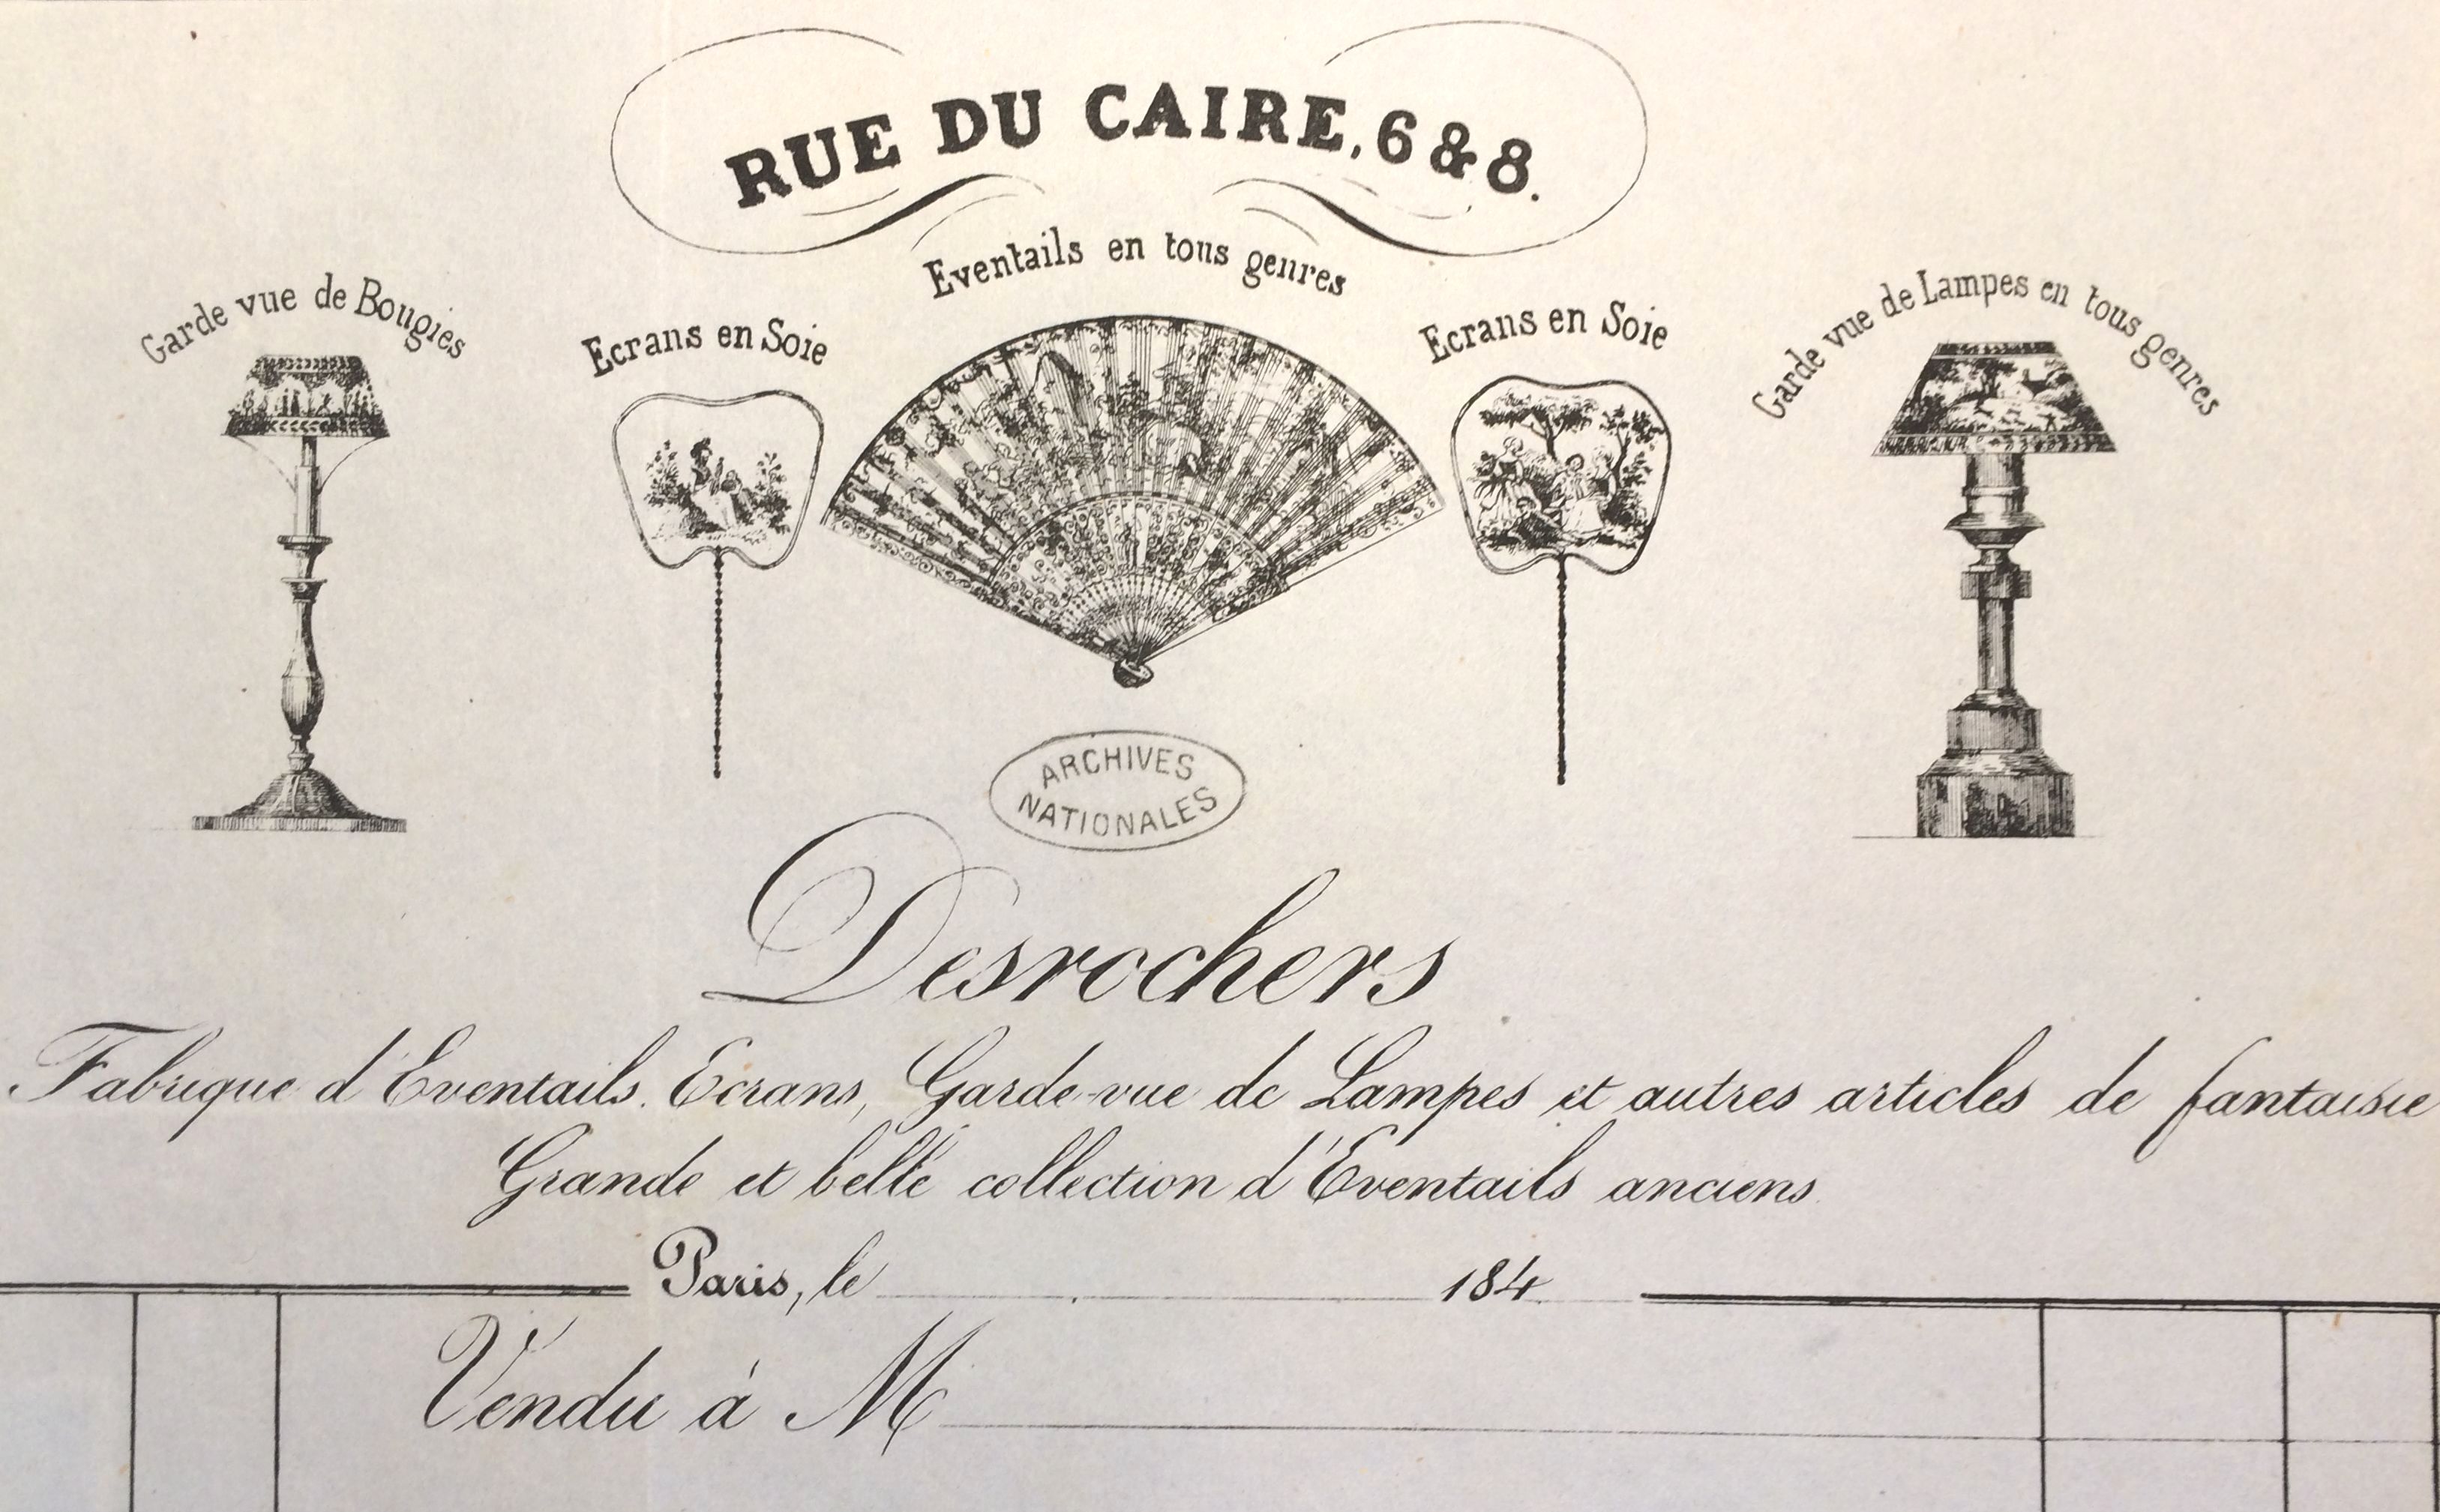 RUE DU CAIRE, 6 & 8.
Eventails en tous genres
Garde vue de Bougies
Ecrans en Soie
Ecrans en Soie
Garde vue de Lampes en tous genres
ARCHIVES
NATIONALES
Desrochers
Fabrique d'Eventails. Ecrans, Garde-vue de Lampes et autres articles de fantaisie
Grande et belle collection d'Eventails anciens.
Paris, le 184
Vendu à M